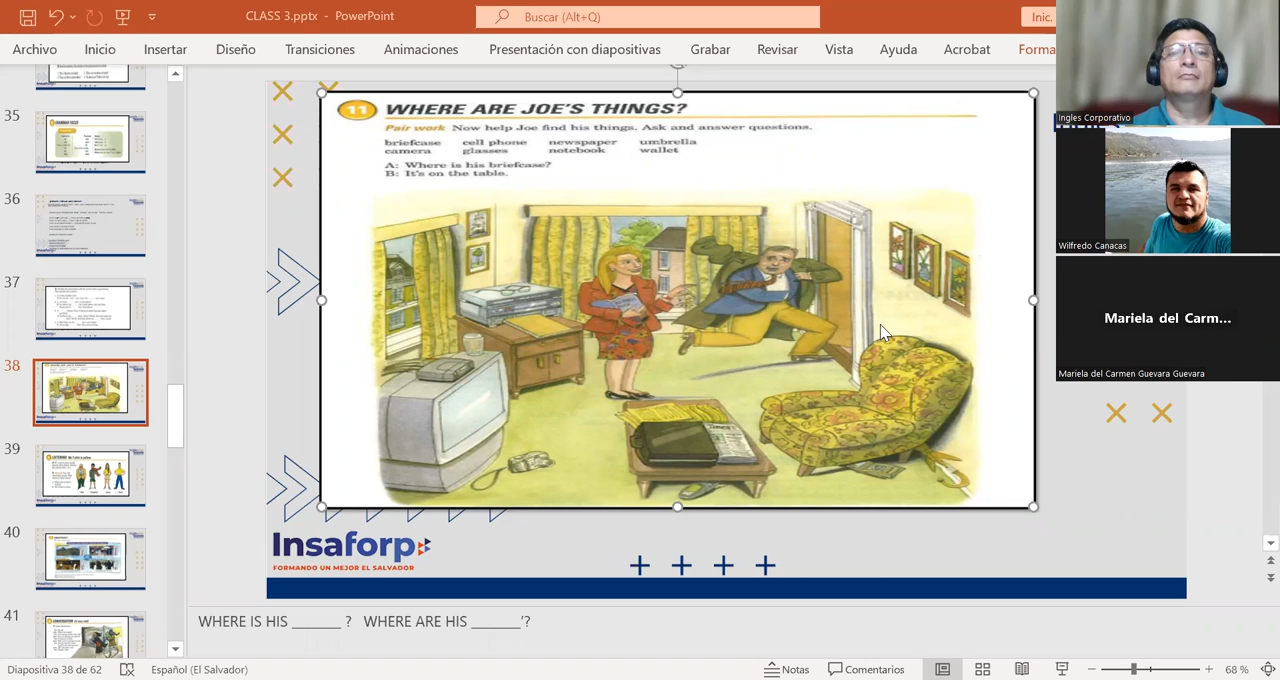 CLASS 3.pptx - PowerPoint
Buscar (Alt+Q)
Inic.
Archivo Inicio Insertar Diseño Transiciones Animaciones Presentación con diapositivas Grabar Revisar Vista Ayuda Acrobat Forma
35
36
37
38
39
40
41
11 WHERE ARE JOE'S THINGS?
Pair work Now help Joe find his things. Ask and answer questions.
briefcase cell phone newspaper umbrella
camera glasses notebook wallet
A: Where is his briefcase?
B: It's on the table.
Insaforp
FORMANDO UN MEJOR EL SALVADOR
WHERE IS HIS _______ ? WHERE ARE HIS _______'?
Ingles Corporativo
Wilfredo Canacas
Mariela del Carm...
Mariela del Carmen Guevara Guevara
Diapositiva 38 de 62 Español (El Salvador) Notas Comentarios 68 %